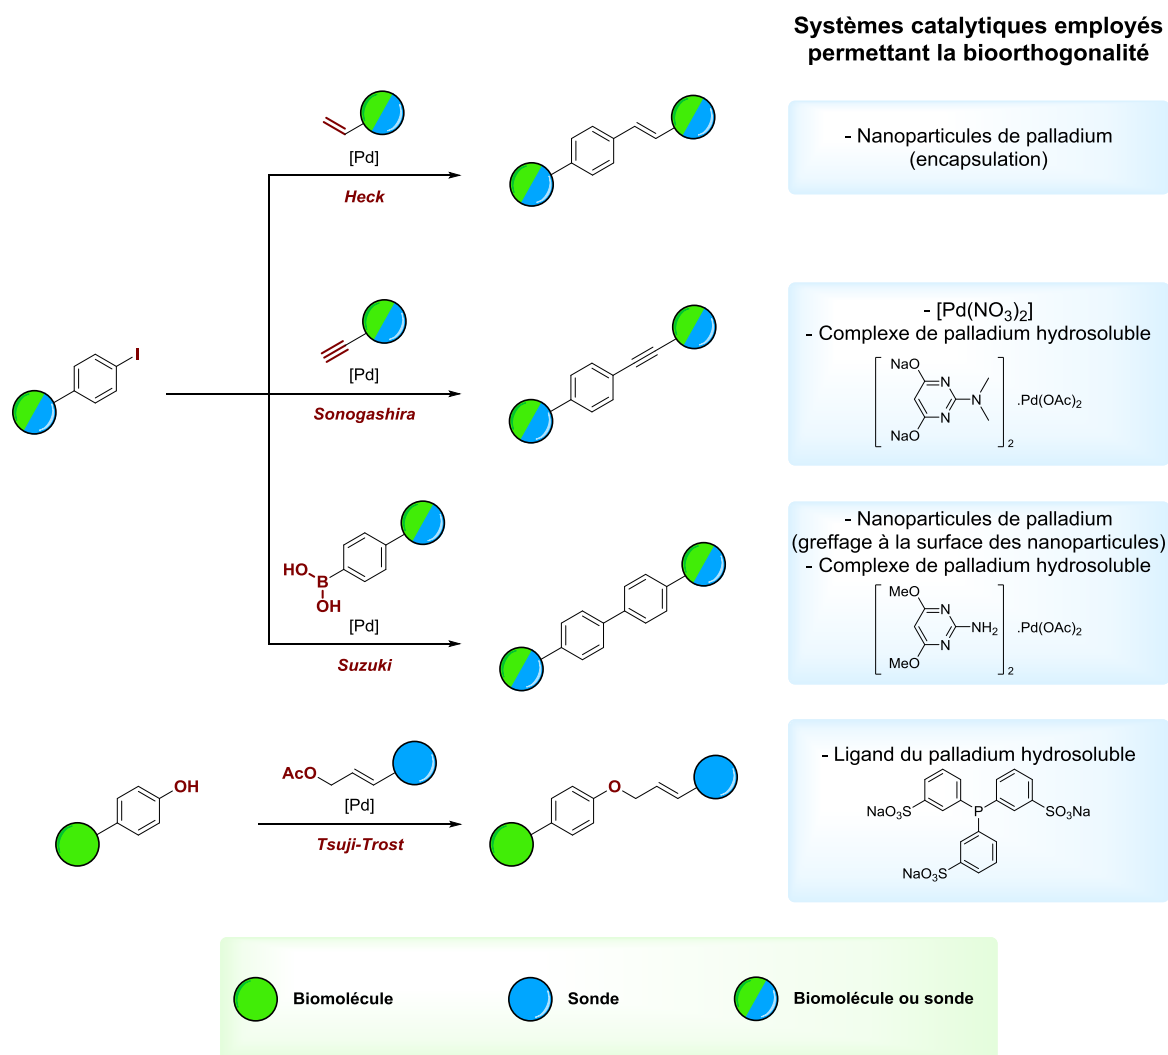 Systèmes catalytiques employés
permettant la bioorthogonalité
[Pd]
Heck
- Nanoparticules de palladium
(encapsulation)
I
[Pd]
Sonogashira
- [Pd(NO3)2]
- Complexe de palladium hydrosoluble
NaO
N
N
N
NaO
2
.Pd(OAc)2
HO
B
OH
[Pd]
Suzuki
- Nanoparticules de palladium
(greffage à la surface des nanoparticules)
- Complexe de palladium hydrosoluble
MeO
N
NH2
N
MeO
2
.Pd(OAc)2
OH
AcO
[Pd]
Tsuji-Trost
O
- Ligand du palladium hydrosoluble
NaO3S
P
SO3Na
NaO3S
Biomolécule
Sonde
Biomolécule ou sonde